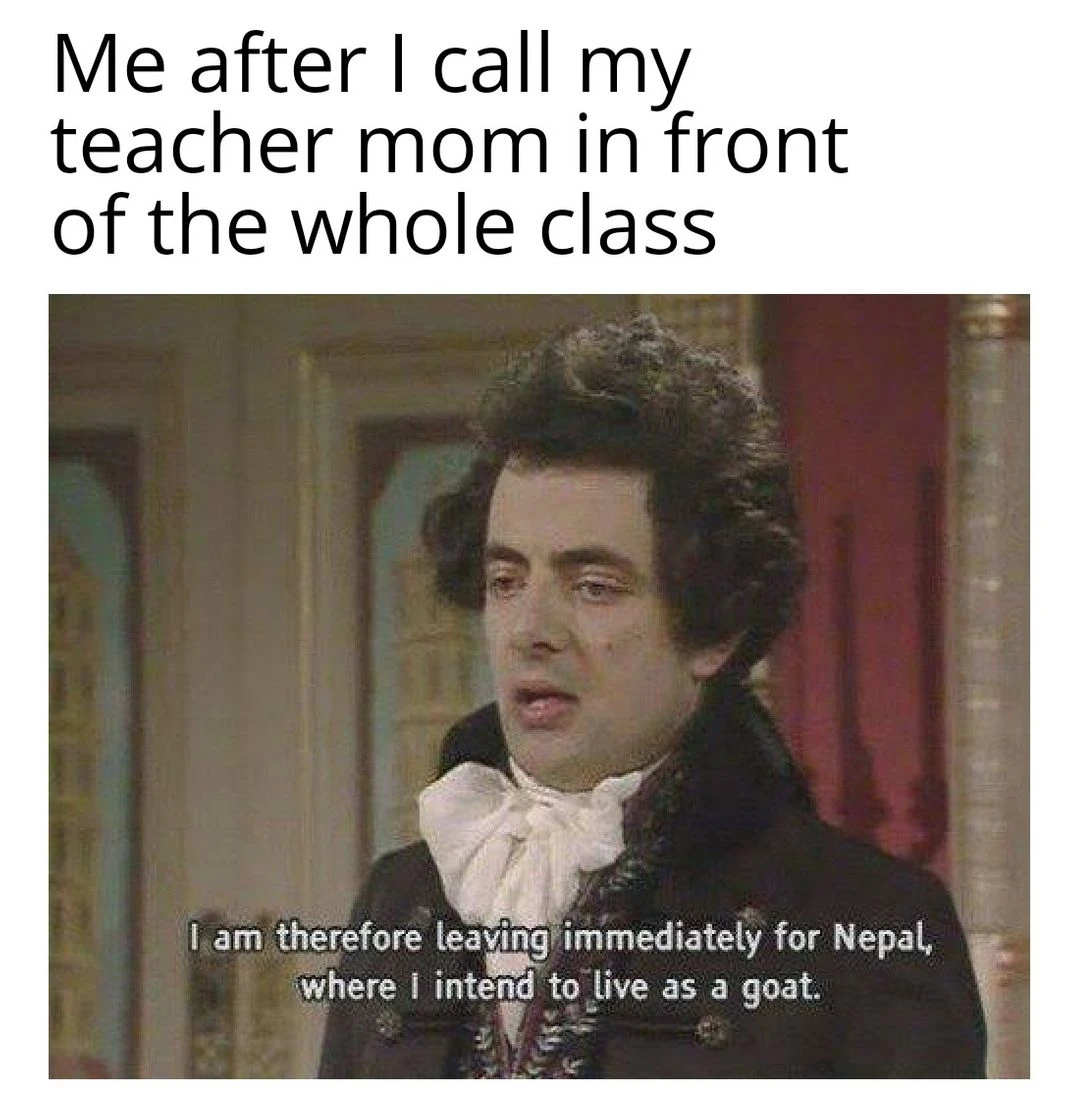 Me after I call my
teacher mom in front
of the whole class
I am therefore leaving immediately for Nepal,
where I intend to live as a goat.